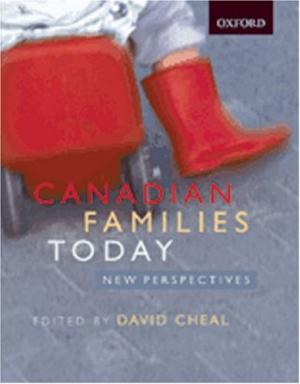 OXFORD
CANADIAN
FAMILIES
TODAY
NEW PERSPECTIVES
EDITED BY DAVID CHEAL